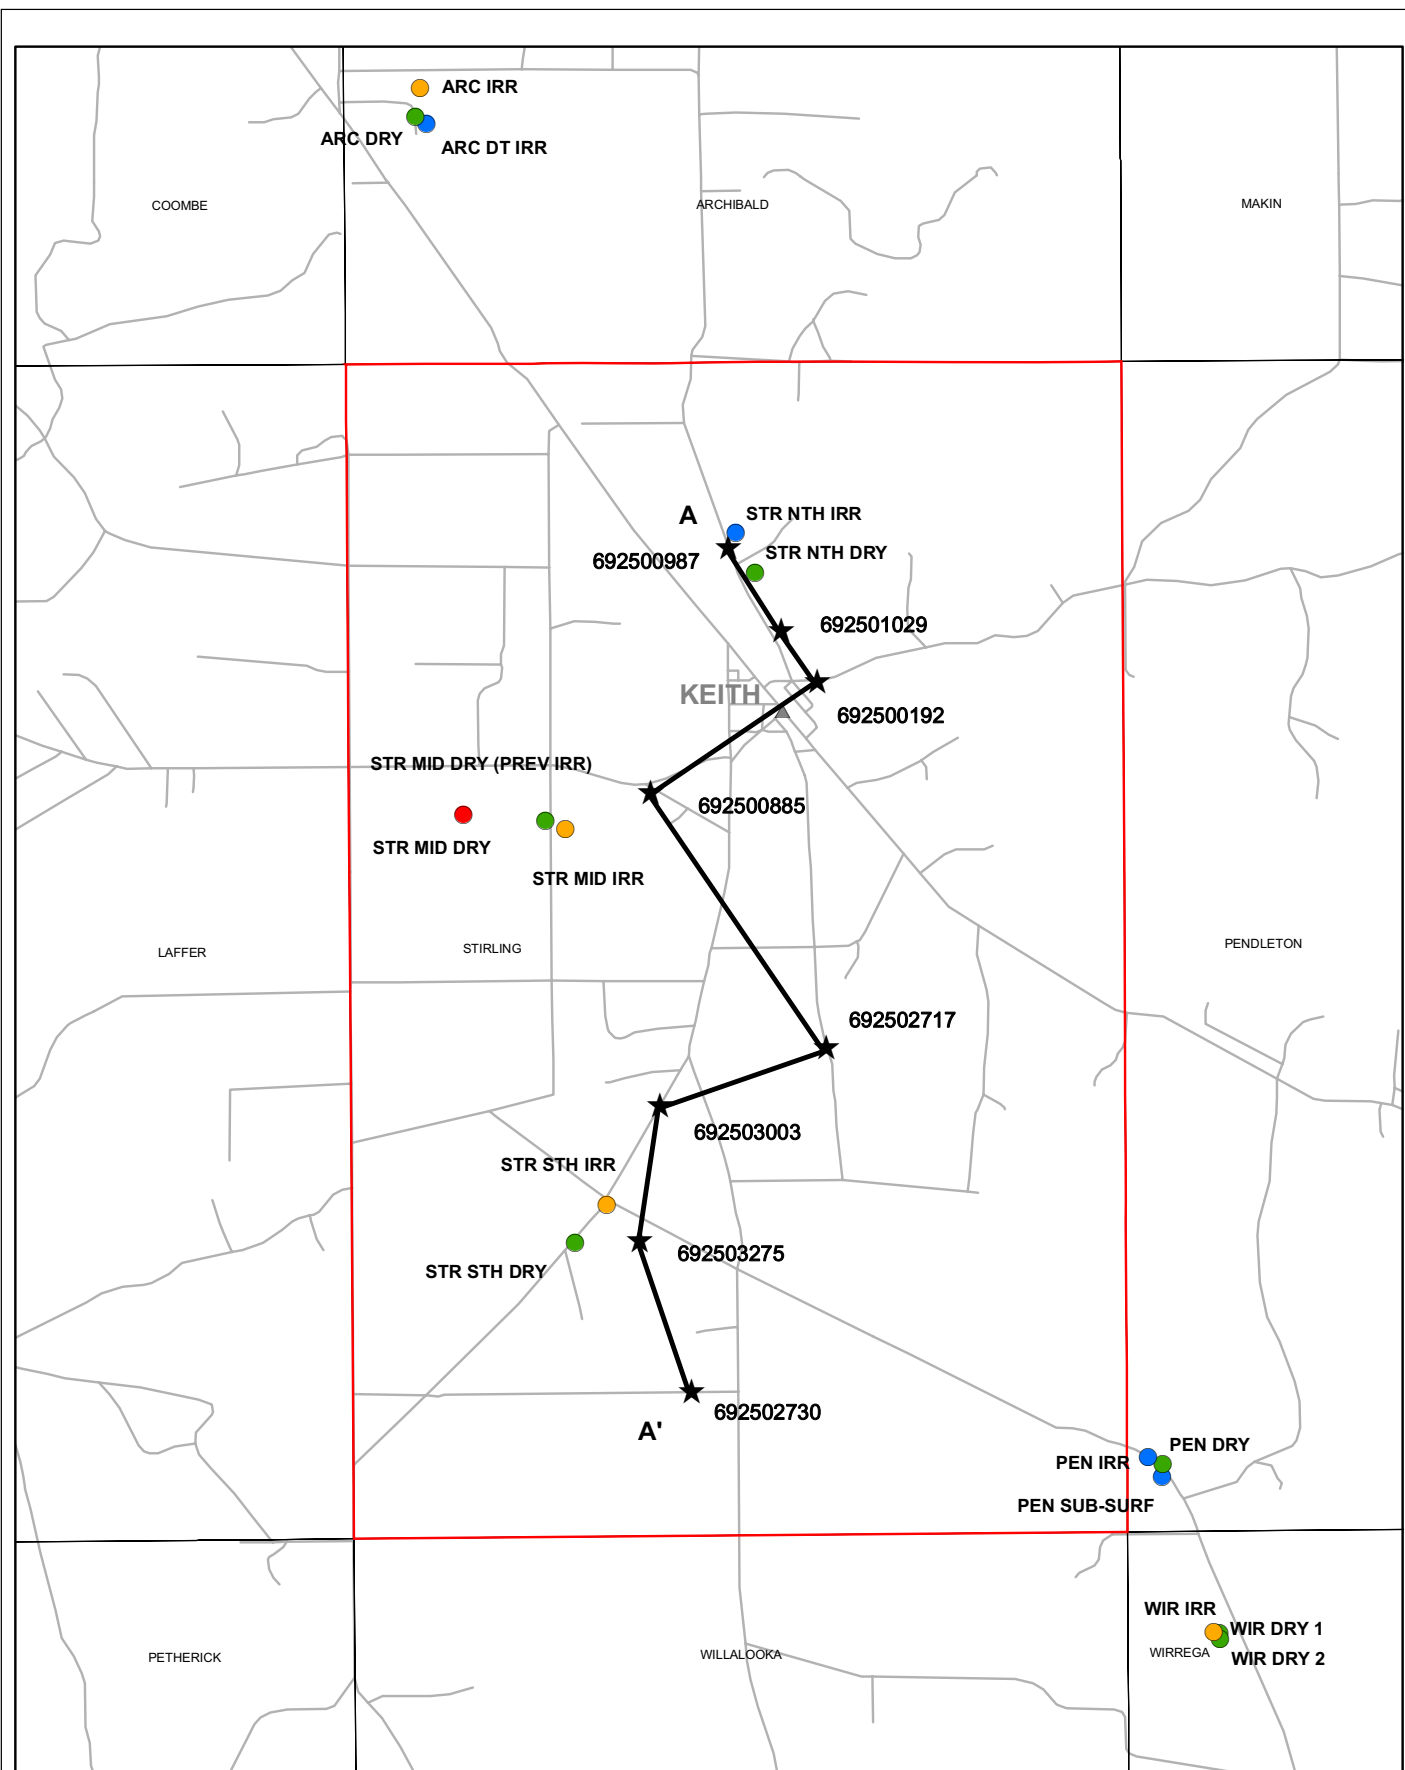 ARC IRR
ARC DRY
ARC DT IRR
COOMBE
ARCHIBALD
MAKIN
A
STR NTH IRR
692500987
STR NTH DRY
692501029
KEITH
692500192
STR MID DRY (PREV IRR)
692500885
STR MID DRY
STR MID IRR
LAFFER
STIRLING
PENDLETON
692502717
692503003
STR STH IRR
692503275
STR STH DRY
692502730
A'
PEN DRY
PEN IRR
PEN SUB-SURF
WIR IRR
WIR DRY 1
WIRREGA
WIR DRY 2
PETHERICK
WILLALOOKA